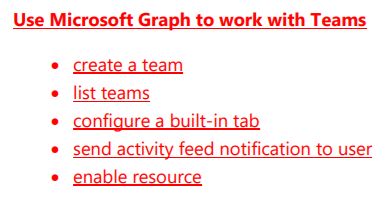 Use Microsoft Graph to work with Teams
• create a team
• list teams
• configure a built-in tab
• send activity feed notification to user
• enable resource